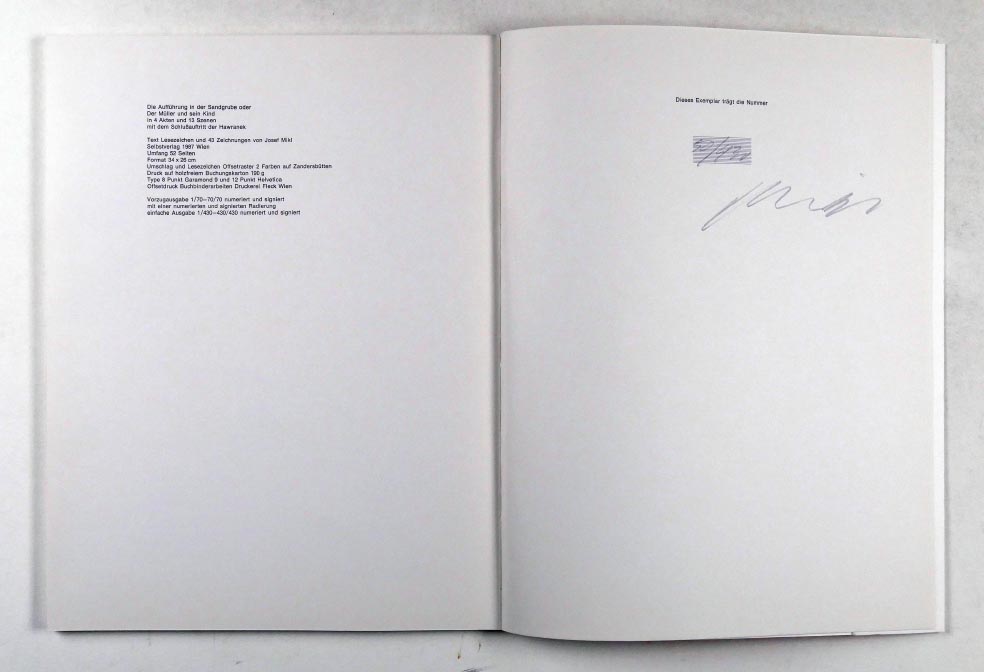 Die Aufführung in der Sandgrube oder
Der Müller und sein Kind
in 4 Akten und 13 Szenen
mit dem Schlußauftritt der Hawranek
Text Lesezeichen und 43 Zeichnungen von Josef Mikl
Selbstverlag 1987 Wien
Umfang 52 Seiten
Format 34 x 26 cm
Umschlag und Lesezeichen Offsetraster 2 Farben auf Zandersbütten
Druck auf holzfreiem Buchungskarton 190 g
Type 8 Punkt Garamond 9 und 12 Punkt Helvetica
Offsetdruck Buchbinderarbeiten Druckerei Fleck Wien
Vorzugausgabe 1/70–70/70 numeriert und signiert
mit einer numerierten und signierten Radierung
einfache Ausgabe 1/430–430/430 numeriert und signiert
Dieses Exemplar trägt die Nummer